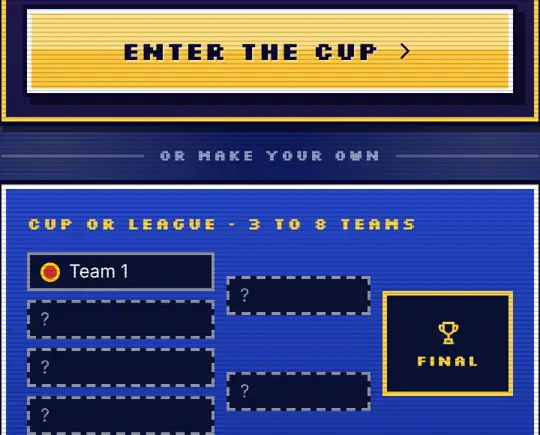 ENTER THE CUP >
OR MAKE YOUR OWN
CUP OR LEAGUE - 3 TO 8 TEAMS
Team 1
?
?
?
?
?
FINAL